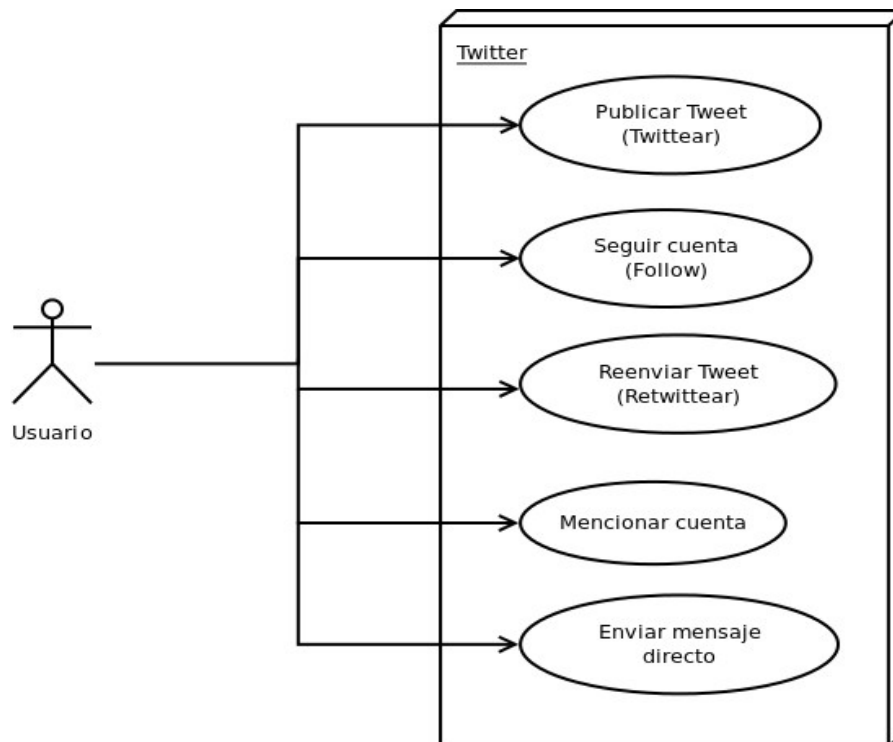 Twitter
Publicar Tweet
(Twittear)
Seguir cuenta
(Follow)
Reenviar Tweet
(Retwittear)
Usuario
Mencionar cuenta
Enviar mensaje
directo